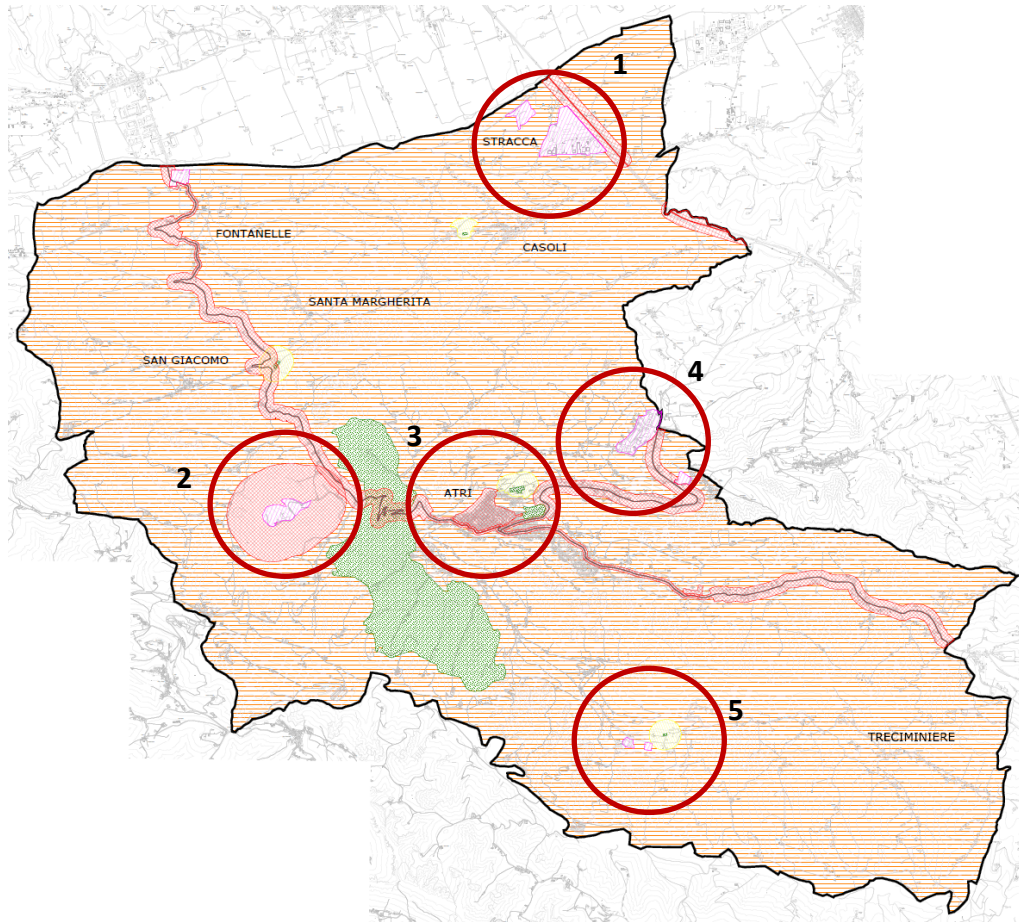 1
STRACCA
FONTANELLE
CASOLI
SANTA MARGHERITA
SAN GIACOMO
4
3
2
ATRI
5
TRECIMINIERE